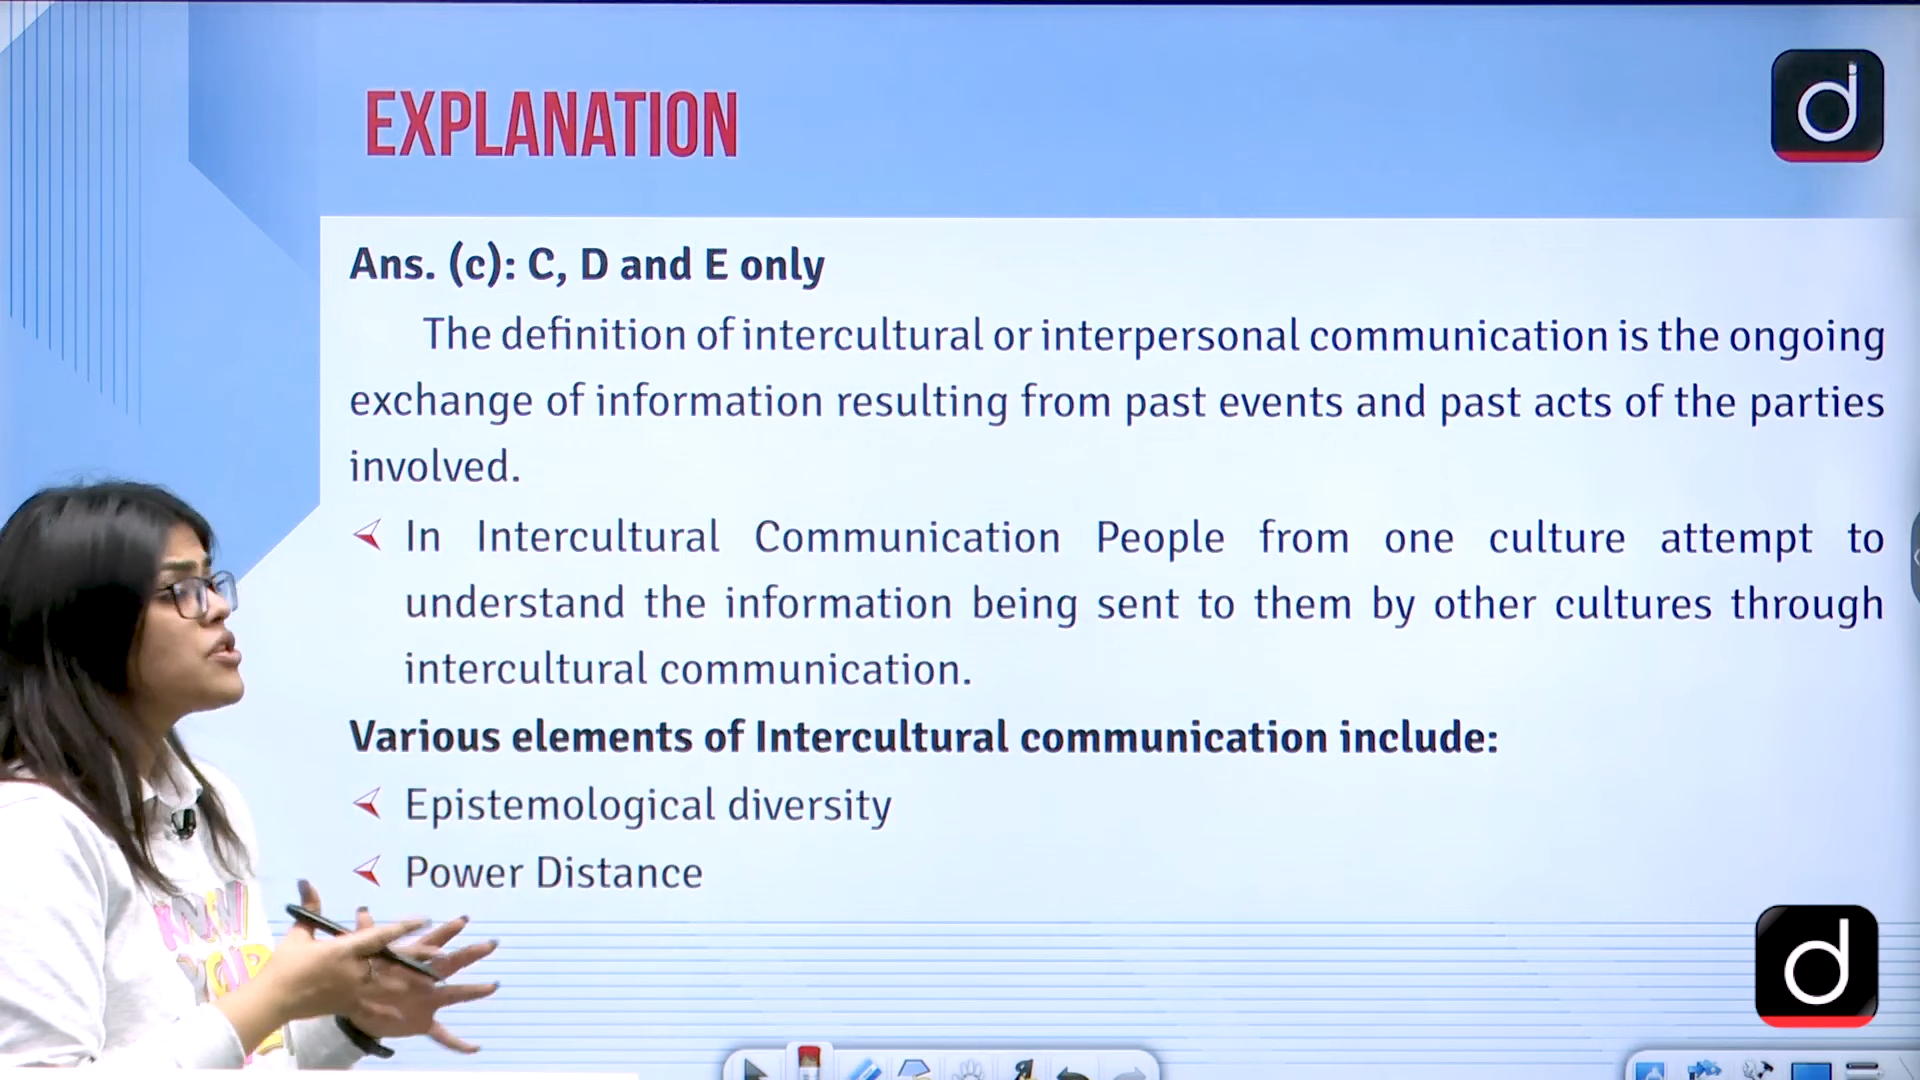 EXPLANATION
Ans. (c): C, D and E only
The definition of intercultural or interpersonal communication is the ongoing
exchange of information resulting from past events and past acts of the parties
involved.
In Intercultural Communication People from one culture attempt to
understand the information being sent to them by other cultures through
intercultural communication.
Various elements of Intercultural communication include:
Epistemological diversity
Power Distance
d
d